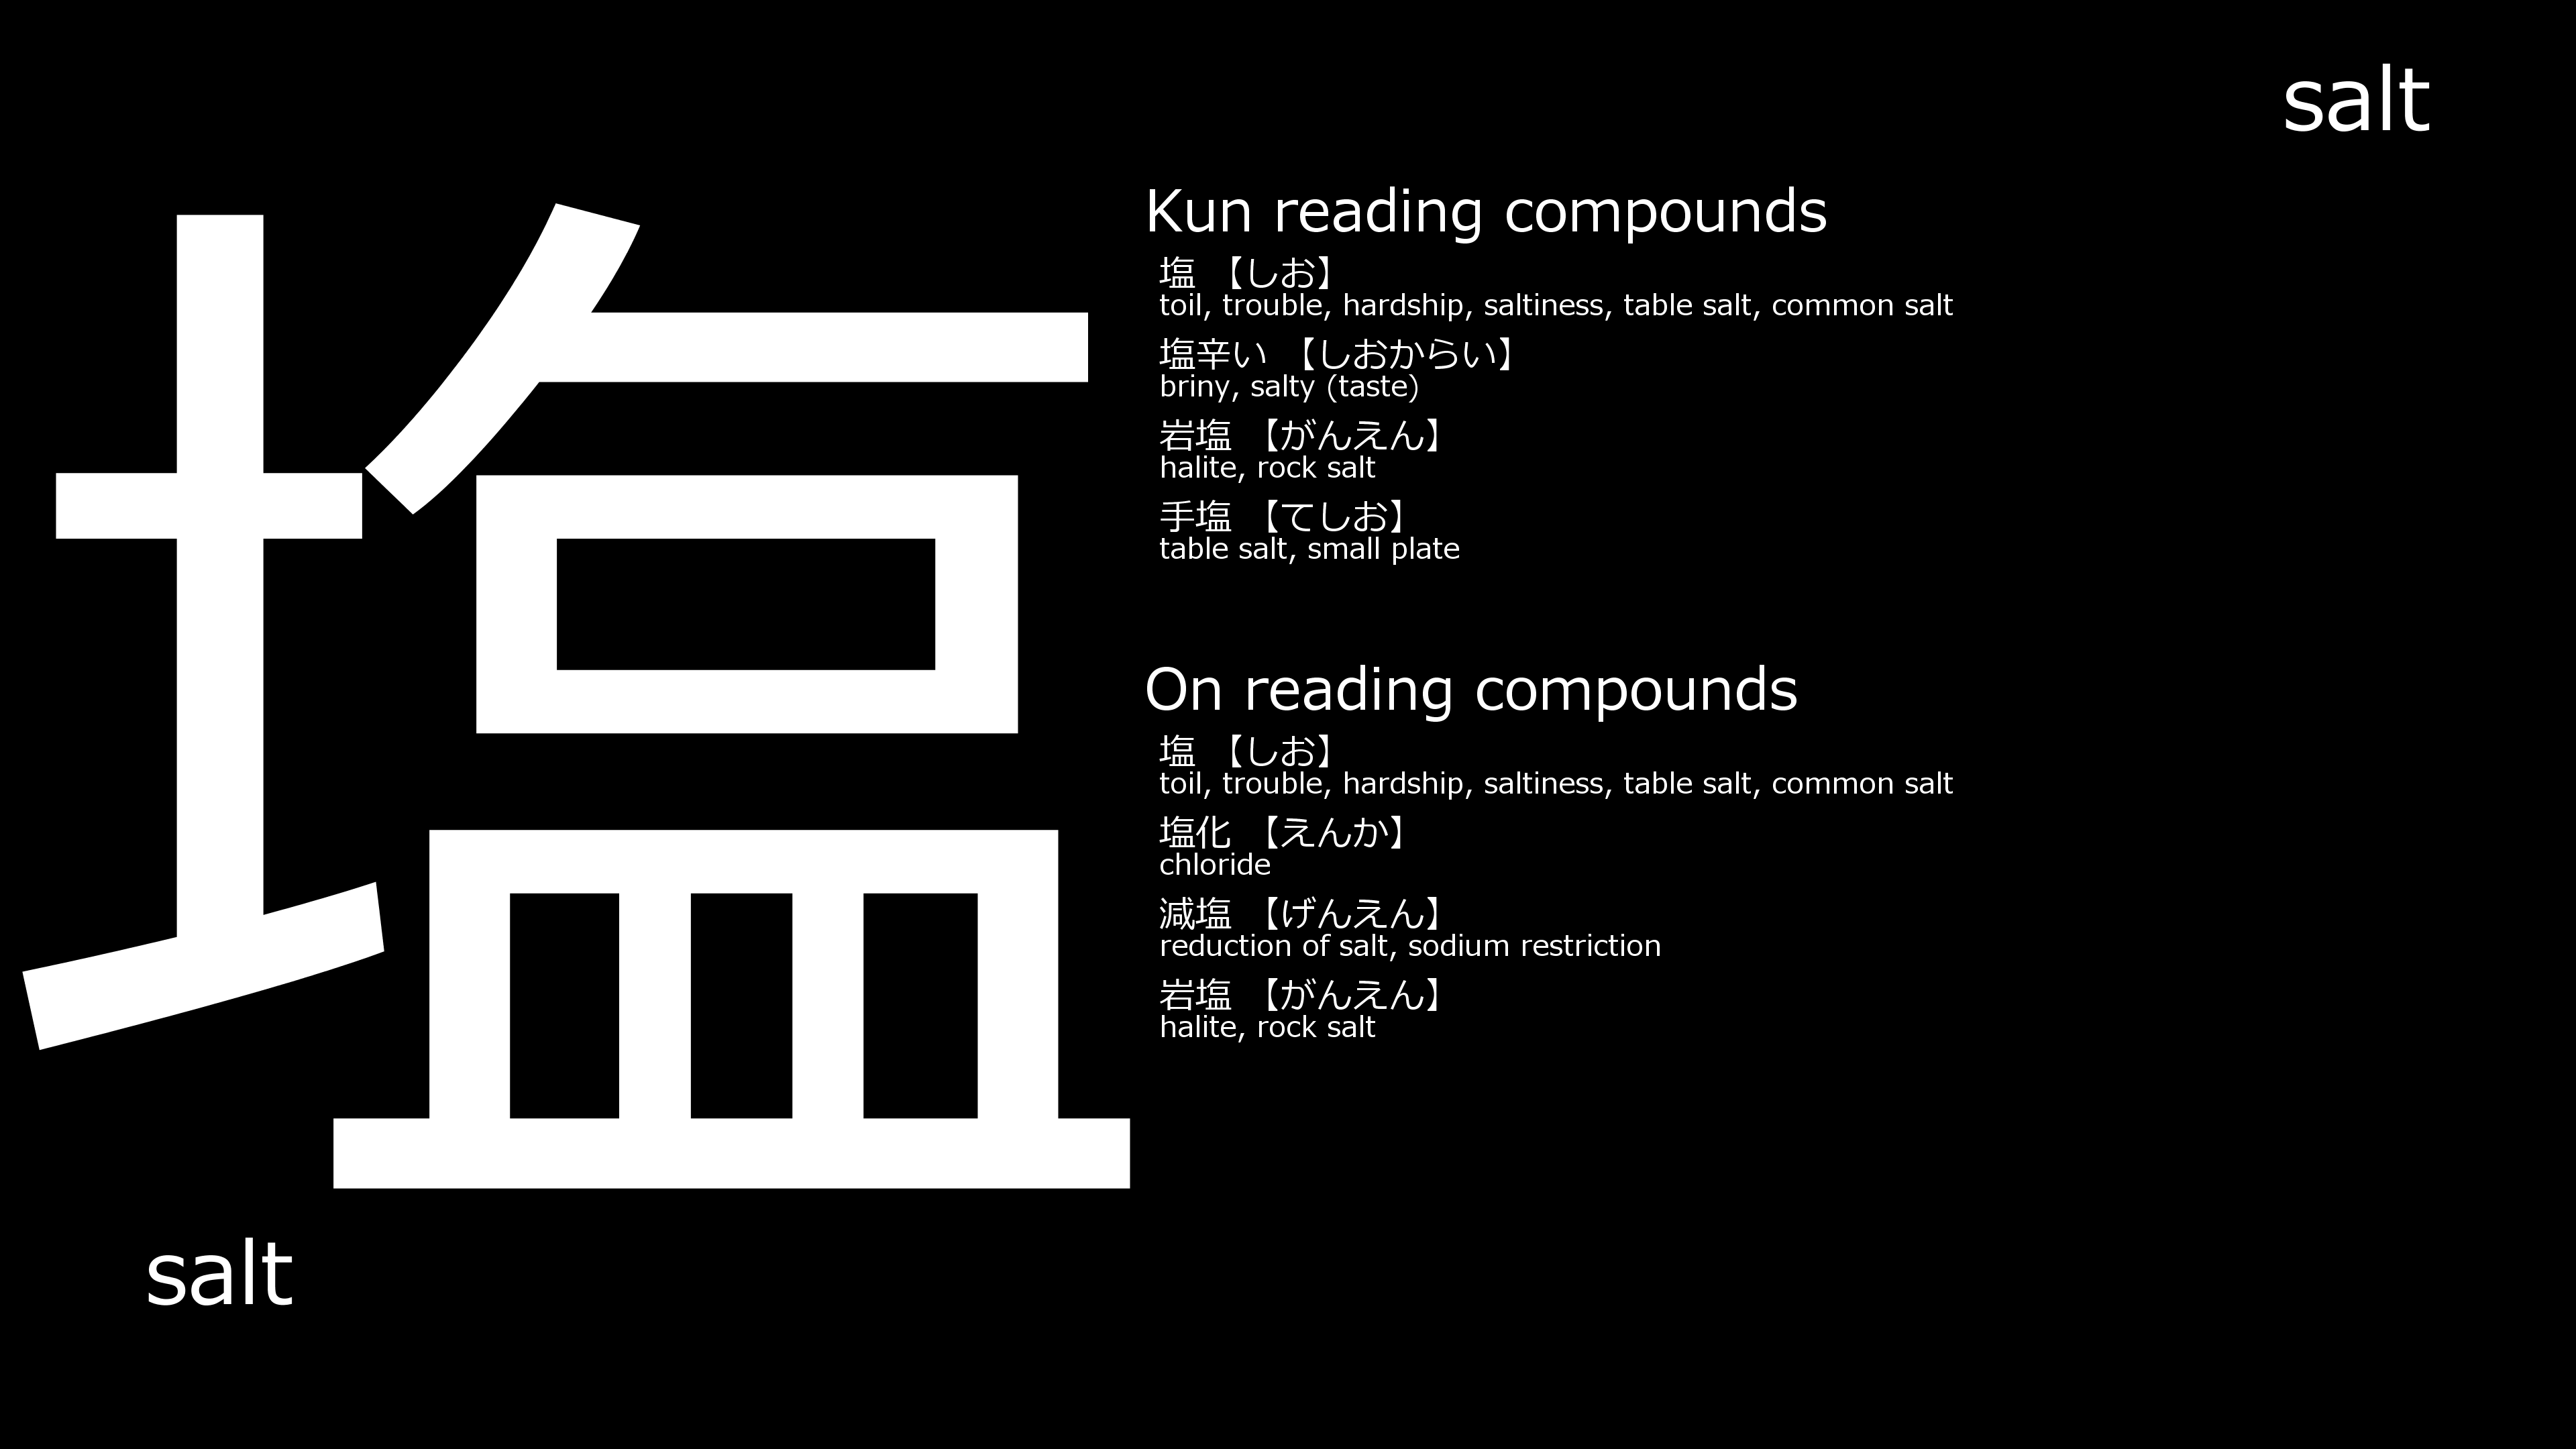 salt
塩
Kun reading compounds
塩 【しお】
toil, trouble, hardship, saltiness, table salt, common salt
塩辛い 【しおからい】
briny, salty (taste)
岩塩 【がんえん】
halite, rock salt
手塩 【てしお】
table salt, small plate
On reading compounds
塩 【しお】
toil, trouble, hardship, saltiness, table salt, common salt
塩化 【えんか】
chloride
減塩 【げんえん】
reduction of salt, sodium restriction
岩塩 【がんえん】
halite, rock salt
salt